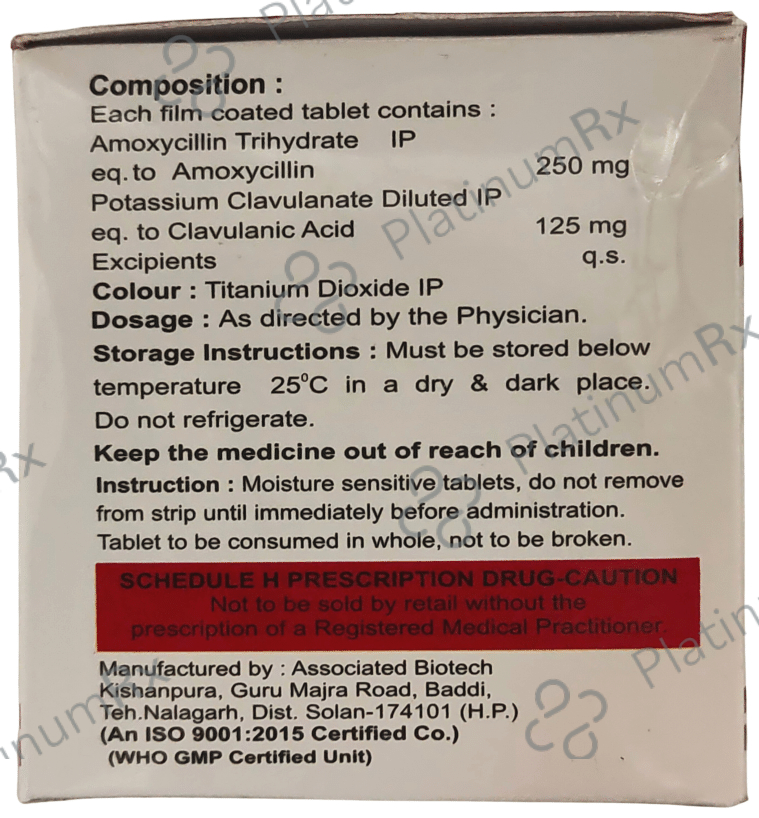 Composition :
Each film coated tablet contains :
Amoxycillin Trihydrate IP
eq. to Amoxycillin 250 mg
Potassium Clavulanate Diluted IP
eq. to Clavulanic Acid 125 mg
Excipients q.s.
Colour : Titanium Dioxide IP
Dosage : As directed by the Physician.
Storage Instructions : Must be stored below
temperature 25°C in a dry & dark place.
Do not refrigerate.
Keep the medicine out of reach of children.
Instruction : Moisture sensitive tablets, do not remove
from strip until immediately before administration.
Tablet to be consumed in whole, not to be broken.
SCHEDULE H PRESCRIPTION DRUG-CAUTION
Not to be sold by retail without the
prescription of a Registered Medical Practitioner.
Manufactured by : Associated Biotech
Kishanpura, Guru Majra Road, Baddi,
Teh.Nalagarh, Dist. Solan-174101 (H.P.)
(An ISO 9001:2015 Certified Co.)
(WHO GMP Certified Unit)
PlatinumRx
PlatinumRx
Rx
Platin
inumRx